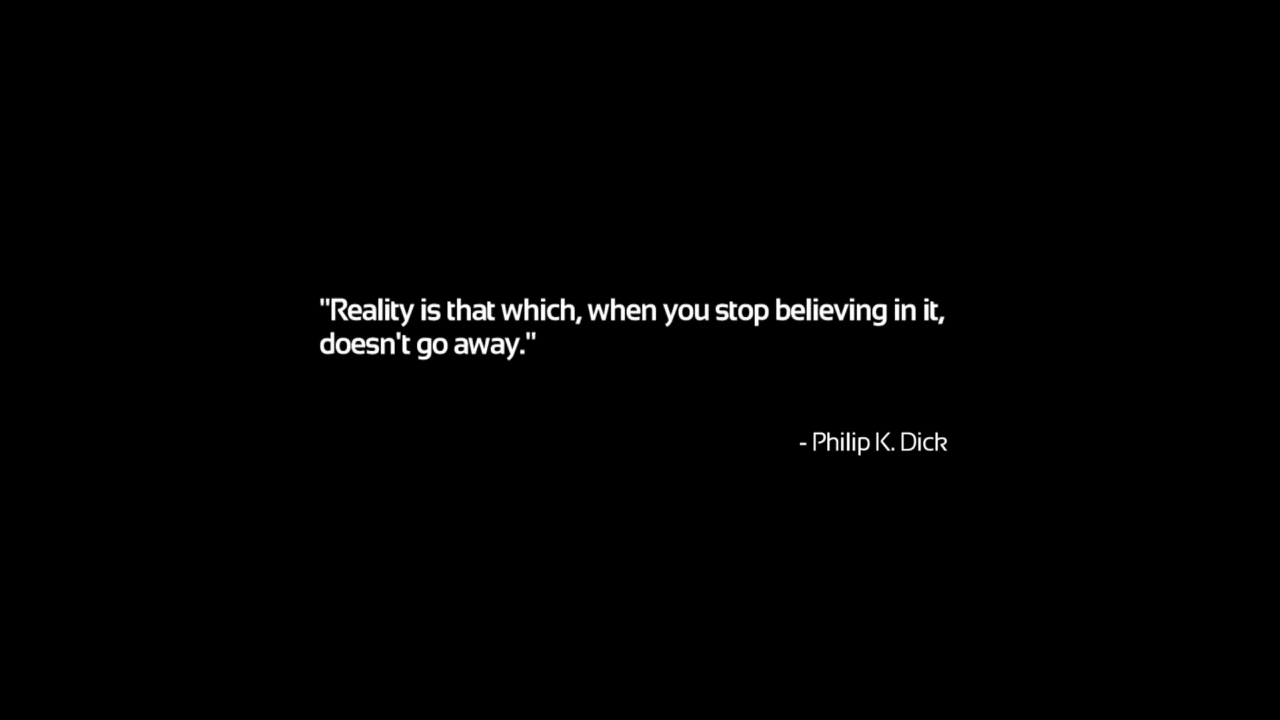 "Reality is that which, when you stop believing in it,
doesn't go away."
- Philip K. Dick